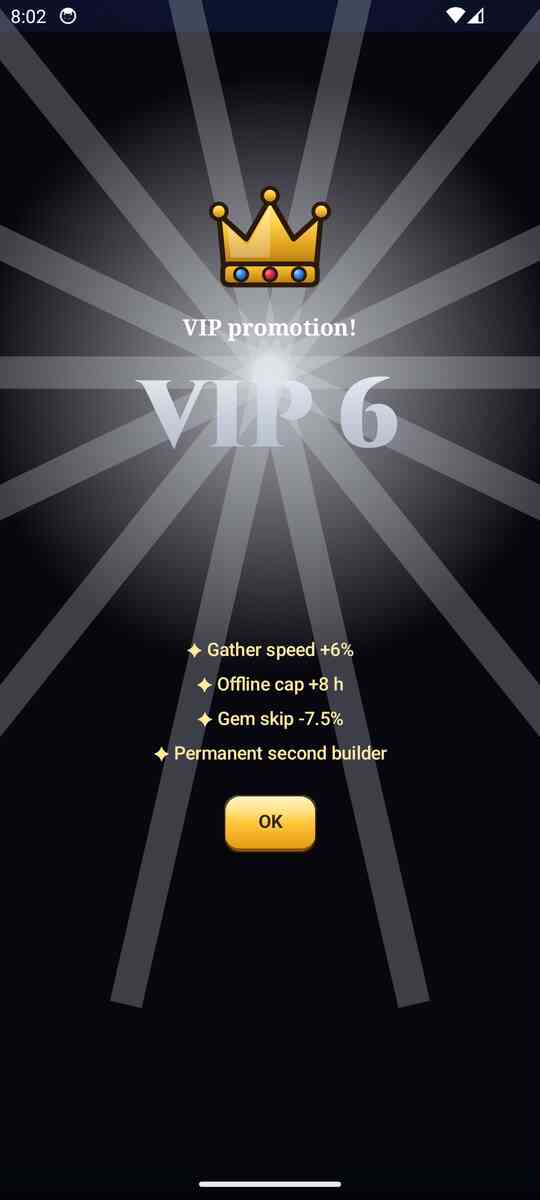 8:02
VIP promotion!
VIP 6
✦ Gather speed +6%
✦ Offline cap +8 h
✦ Gem skip -7.5%
✦ Permanent second builder
OK